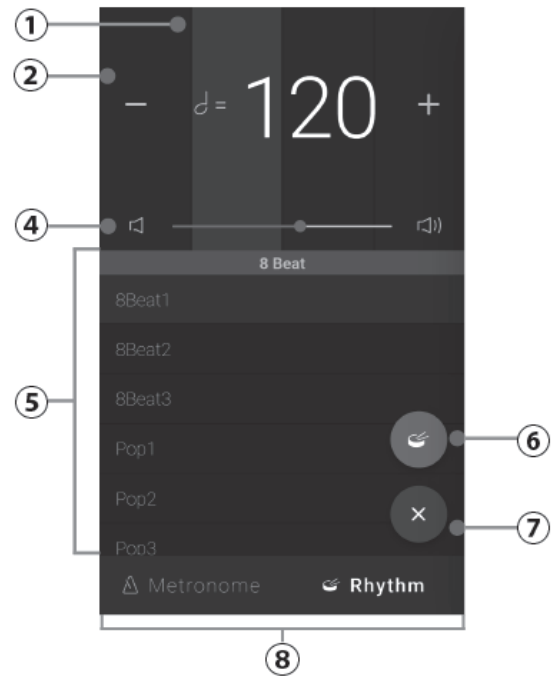 ①
②
− 𝅗𝅥 = 120 +
④
8 Beat
8Beat1
8Beat2
8Beat3
⑤
Pop1
⑥
Pop2
⑦
Pop3
Metronome Rhythm
⑧